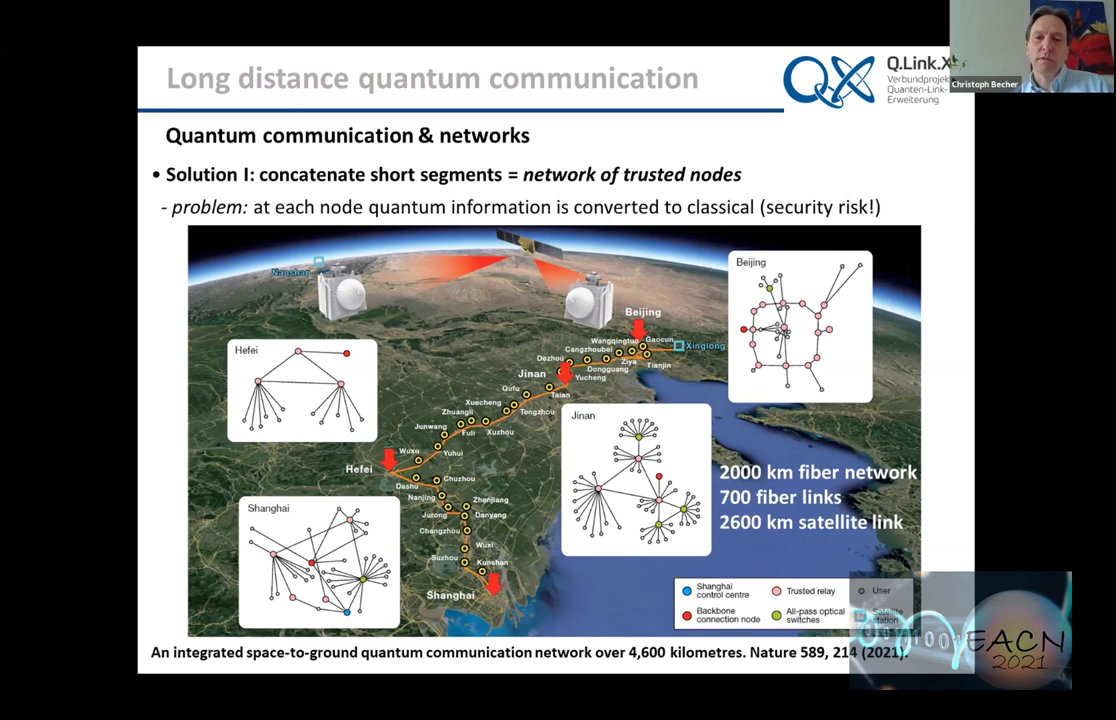 Long distance quantum communication
Q.Link.X
Verbundprojekt
Quanten-Link-
Erweiterung
Christoph Becher
Quantum communication & networks
• Solution I: concatenate short segments = network of trusted nodes
- problem: at each node quantum information is converted to classical (security risk!)
Nanshan
Beijing
Beijing
Wangqingtuo
Gaocun
Cangzhoubei
Xinglong
Dezhou
Ziya
Tianjin
Dongguang
Jinan
Yucheng
Hefei
Qufu
Taian
Xuecheng
Tengzhou
Zhuangli
Junwang
Fuli
Xuzhou
Jinan
Wuxu
Yuhui
Hefei
Dashu
Chuzhou
Nanjing
Zhenjiang
Jurong
Danyang
Changzhou
Wuxi
Suzhou
Kunshan
Shanghai
Shanghai
2000 km fiber network
700 fiber links
2600 km satellite link
Shanghai control centre
Trusted relay
User
Backbone connection node
All-pass optical switches
Satellite station
An integrated space-to-ground quantum communication network over 4,600 kilometres. Nature 589, 214 (2021).
EACN
2021